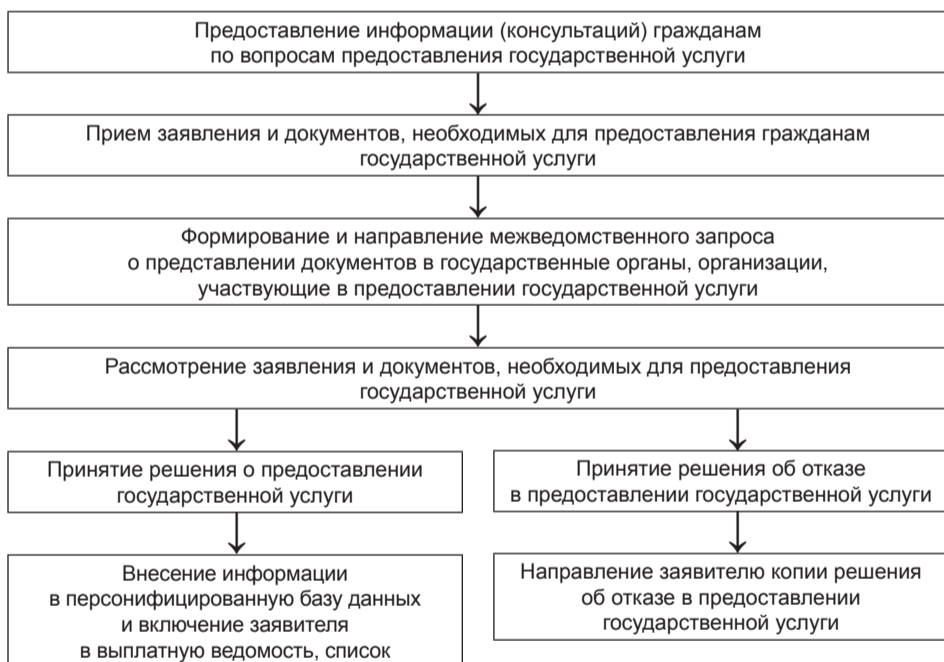 Предоставление информации (консультаций) гражданам
по вопросам предоставления государственной услуги
Прием заявления и документов, необходимых для предоставления гражданам
государственной услуги
Формирование и направление межведомственного запроса
о представлении документов в государственные органы, организации,
участвующие в предоставлении государственной услуги
Рассмотрение заявления и документов, необходимых для предоставления
государственной услуги
Принятие решения о предоставлении
государственной услуги
Принятие решения об отказе
в предоставлении государственной услуги
Внесение информации
в персонифицированную базу данных
и включение заявителя
в выплатную ведомость, список
Направление заявителю копии решения
об отказе в предоставлении
государственной услуги